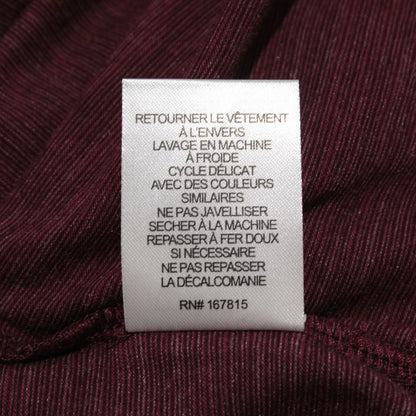 RETOURNER LE VÊTEMENT
À L'ENVERS
LAVAGE EN MACHINE
À FROIDE
CYCLE DÉLICAT
AVEC DES COULEURS
SIMILAIRES
NE PAS JAVELLISER
SECHER À LA MACHINE
REPASSER À FER DOUX
SI NÉCESSAIRE
NE PAS REPASSER
LA DÉCALCOMANIE
RN# 167815